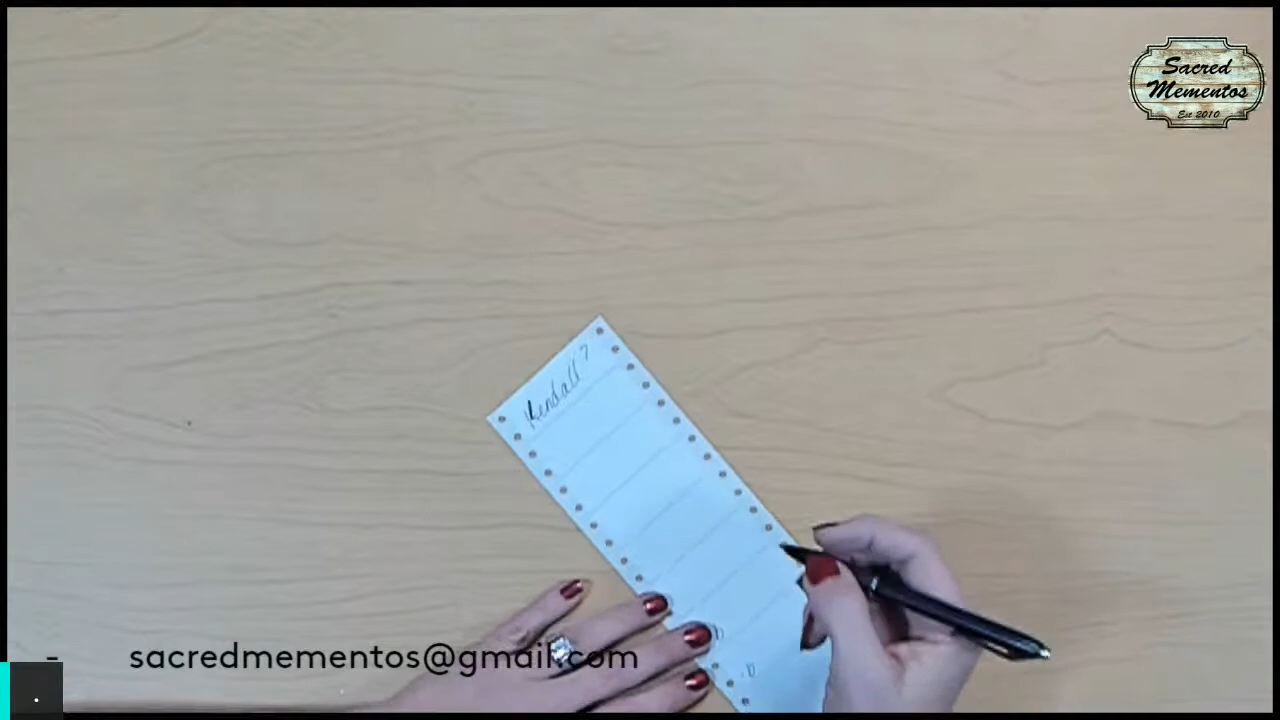 Sacred
Mementos
Est 2010
Kendall ?
- sacredmementos@gmail.com
.